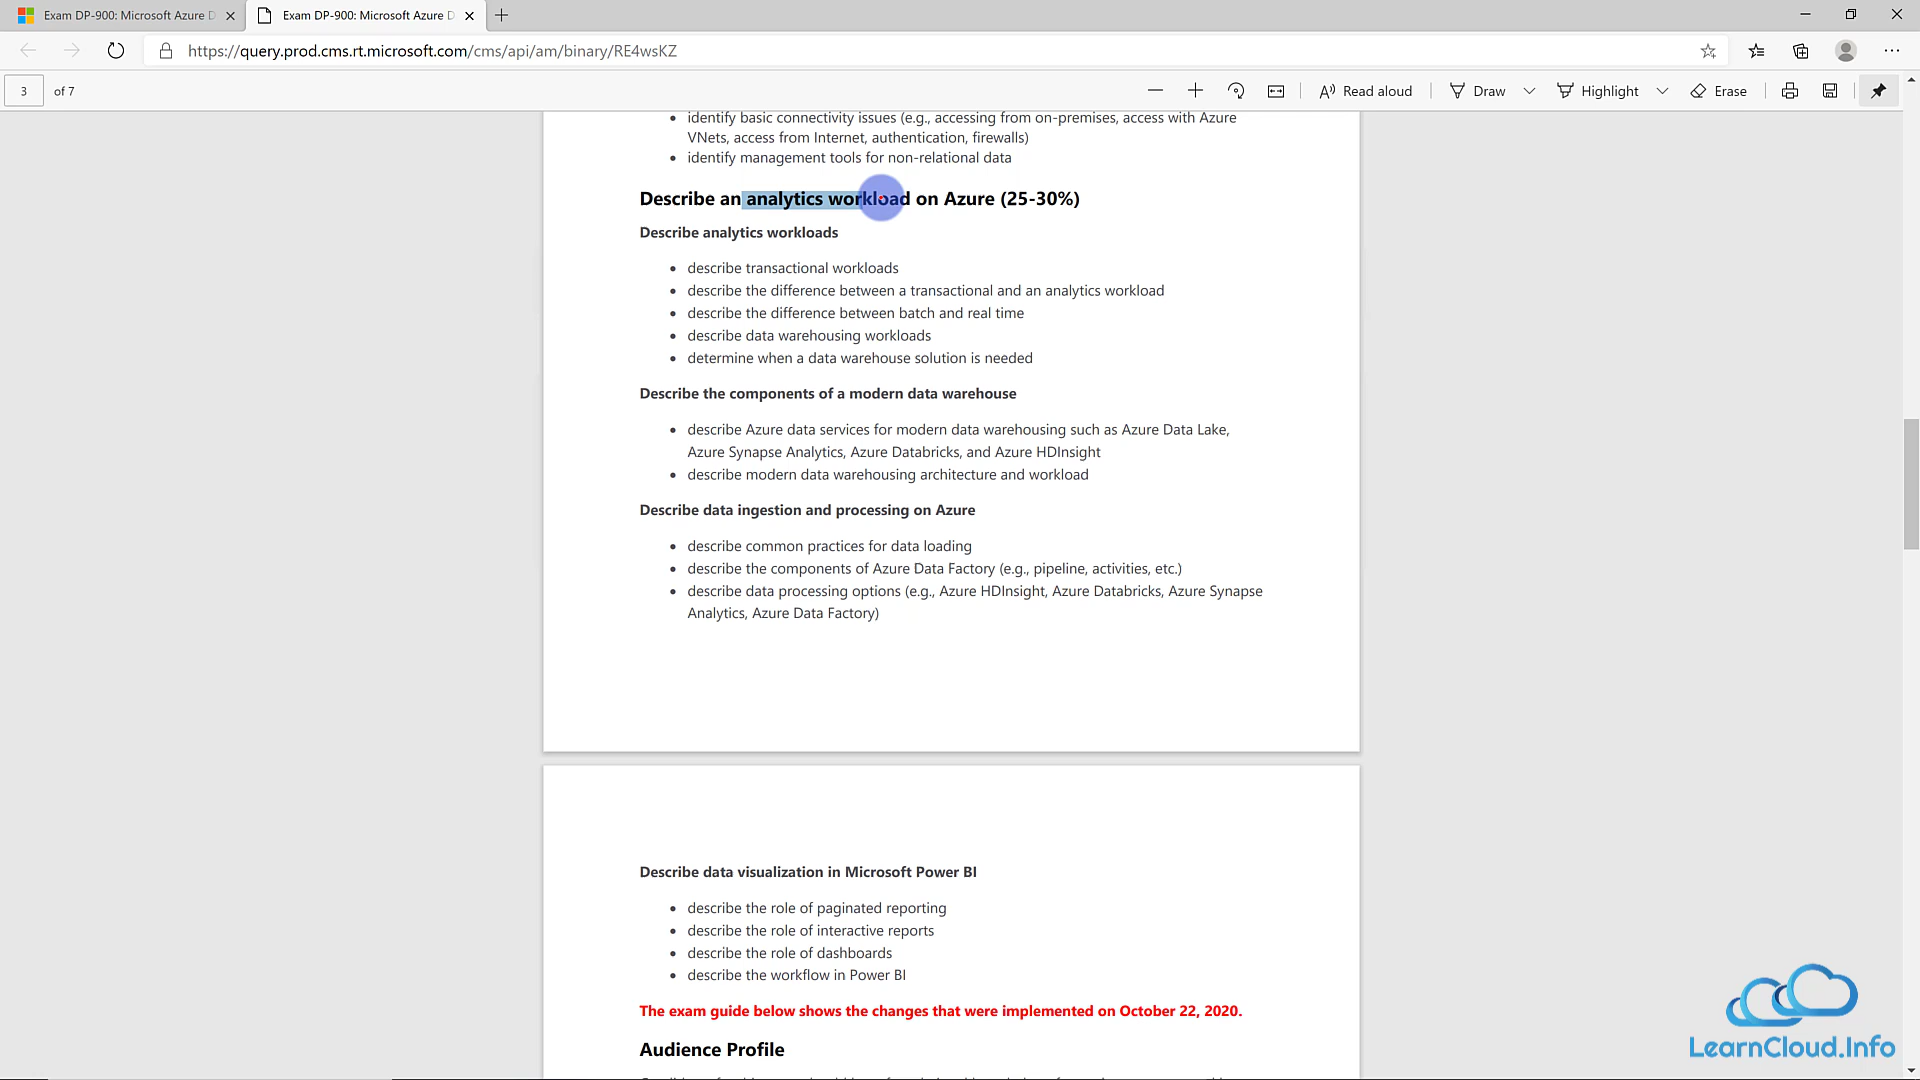 Exam DP-900: Microsoft Azure D
Exam DP-900: Microsoft Azure D
https://query.prod.cms.rt.microsoft.com/cms/api/am/binary/RE4wsKZ
3 of 7
Read aloud
Draw
Highlight
Erase
• identify basic connectivity issues (e.g., accessing from on-premises, access with Azure
VNets, access from Internet, authentication, firewalls)
• identify management tools for non-relational data
Describe an analytics workload on Azure (25-30%)
Describe analytics workloads
• describe transactional workloads
• describe the difference between a transactional and an analytics workload
• describe the difference between batch and real time
• describe data warehousing workloads
• determine when a data warehouse solution is needed
Describe the components of a modern data warehouse
• describe Azure data services for modern data warehousing such as Azure Data Lake,
Azure Synapse Analytics, Azure Databricks, and Azure HDInsight
• describe modern data warehousing architecture and workload
Describe data ingestion and processing on Azure
• describe common practices for data loading
• describe the components of Azure Data Factory (e.g., pipeline, activities, etc.)
• describe data processing options (e.g., Azure HDInsight, Azure Databricks, Azure Synapse
Analytics, Azure Data Factory)
Describe data visualization in Microsoft Power BI
• describe the role of paginated reporting
• describe the role of interactive reports
• describe the role of dashboards
• describe the workflow in Power BI
The exam guide below shows the changes that were implemented on October 22, 2020.
Audience Profile
LearnCloud.Info